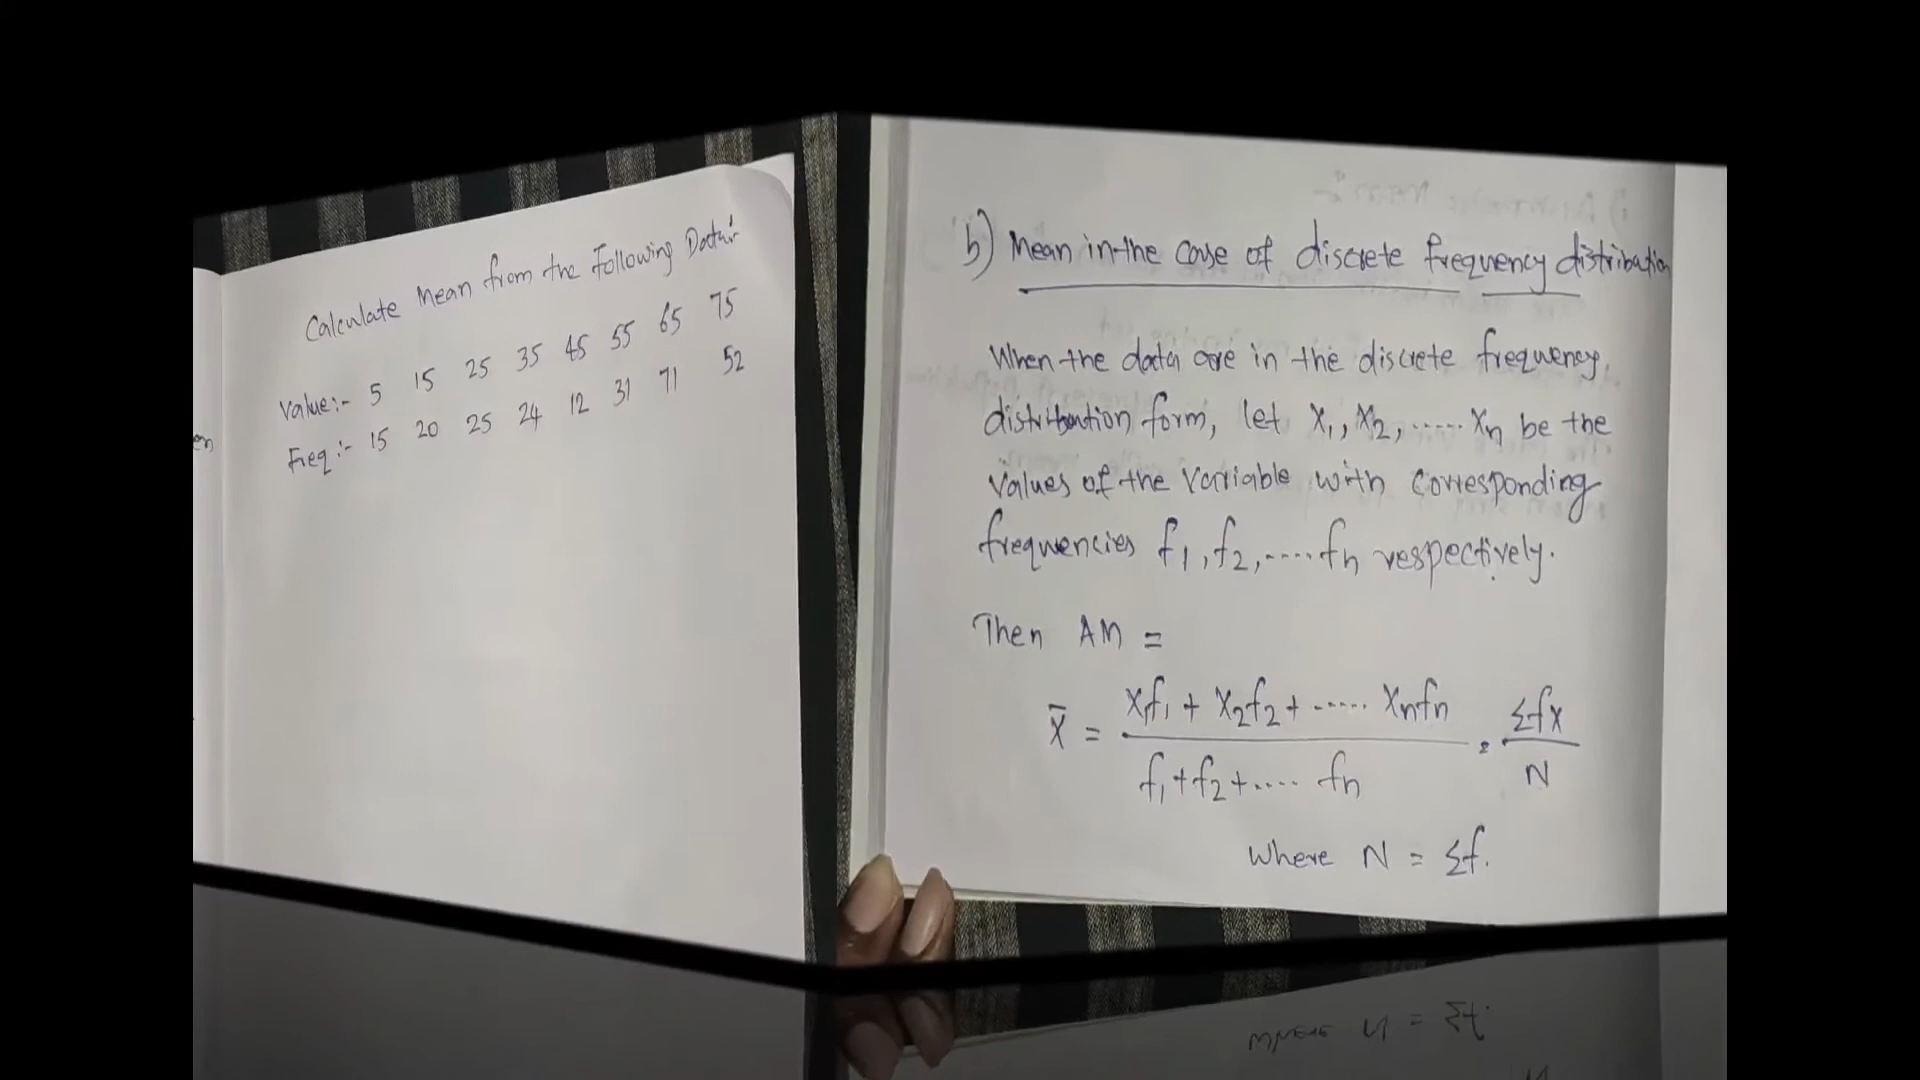 Calculate Mean from the Following Data:-
Value:- 5 15 25 35 45 55 65 75
Freq:- 15 20 25 24 12 31 71 52
b) Mean in the case of discrete frequency distribution
When the data are in the discrete frequency
distribution form, let X₁, X₂, ..... Xn be the
values of the variable with corresponding
frequencies f₁, f₂, ..... fn respectively.
Then AM =
X̄ = X₁f₁ + X₂f₂ + ...... Xnfn / f₁ + f₂ + .... fn = Σfx / N
Where N = Σf.